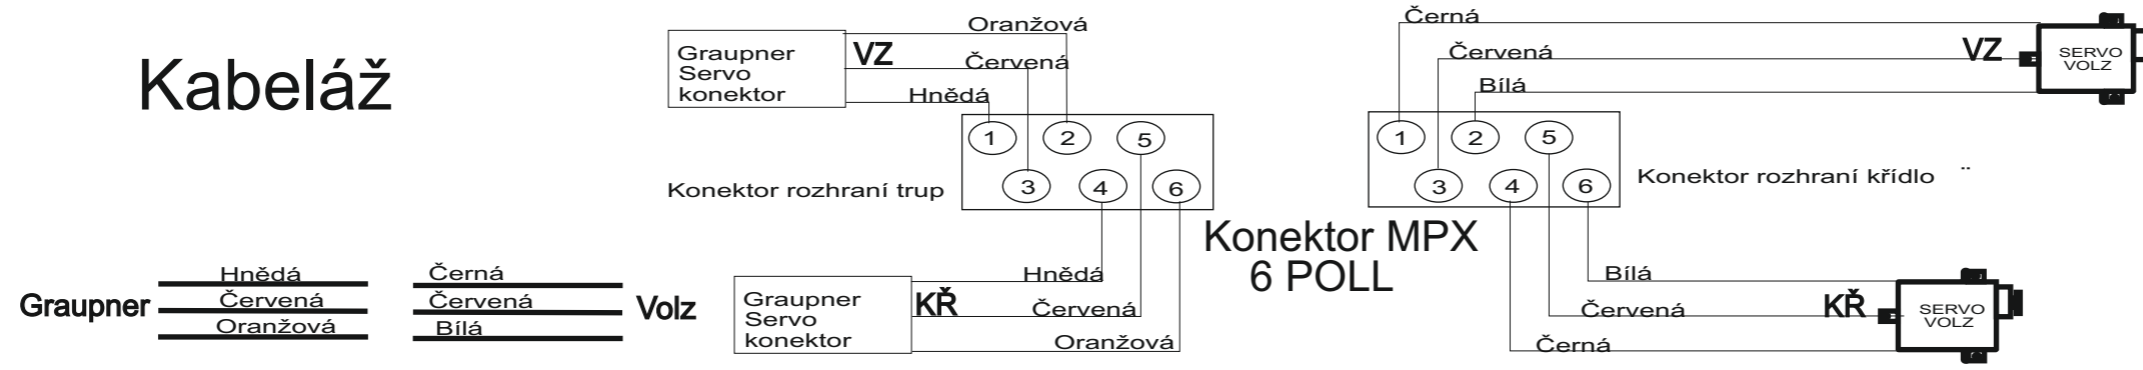 Kabeláž
Graupner
Servo
konektor
VZ
Oranžová
Červená
Hnědá
1
2
5
3
4
6
Konektor rozhraní trup
Černá
Červená
Bílá
VZ
SERVO
VOLZ
1
2
5
3
4
6
Konektor rozhraní křídlo ¨
Konektor MPX
6 POLL
Graupner
Hnědá
Červená
Oranžová
Černá
Červená
Bílá
Volz
Graupner
Servo
konektor
KŘ
Hnědá
Červená
Oranžová
Bílá
Červená
Černá
KŘ
SERVO
VOLZ